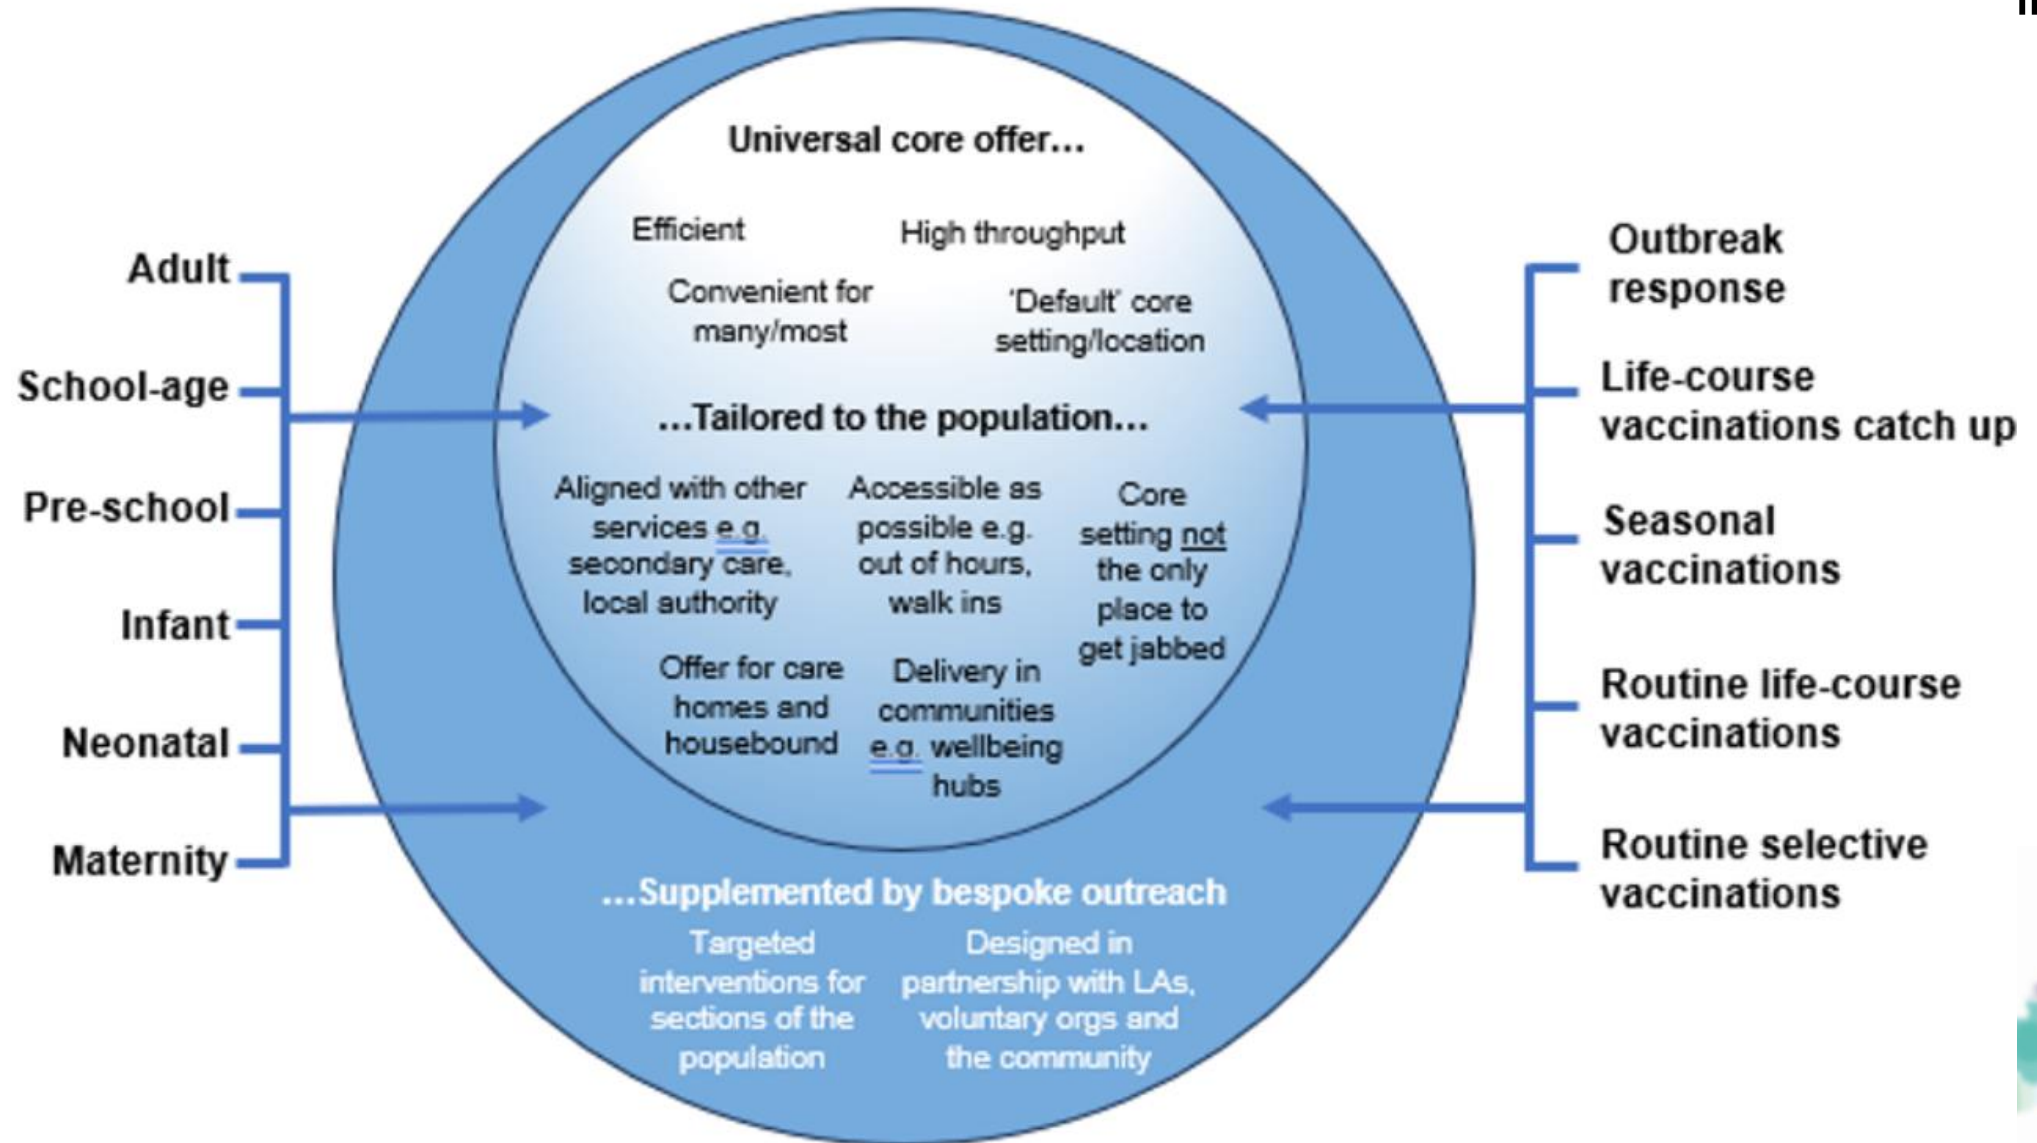 Universal core offer...
Efficient
High throughput
Convenient for
many/most
'Default' core
setting/location
...Tailored to the population...
Aligned with other
services e.g.
secondary care,
local authority
Accessible as
possible e.g.
out of hours,
walk ins
Core
setting not
the only
place to
get jabbed
Offer for care
homes and
housebound
Delivery in
communities
e.g. wellbeing
hubs
...Supplemented by bespoke outreach
Targeted
interventions for
sections of the
population
Designed in
partnership with LAs,
voluntary orgs and
the community
Adult
School-age
Pre-school
Infant
Neonatal
Maternity
Outbreak
response
Life-course
vaccinations catch up
Seasonal
vaccinations
Routine life-course
vaccinations
Routine selective
vaccinations